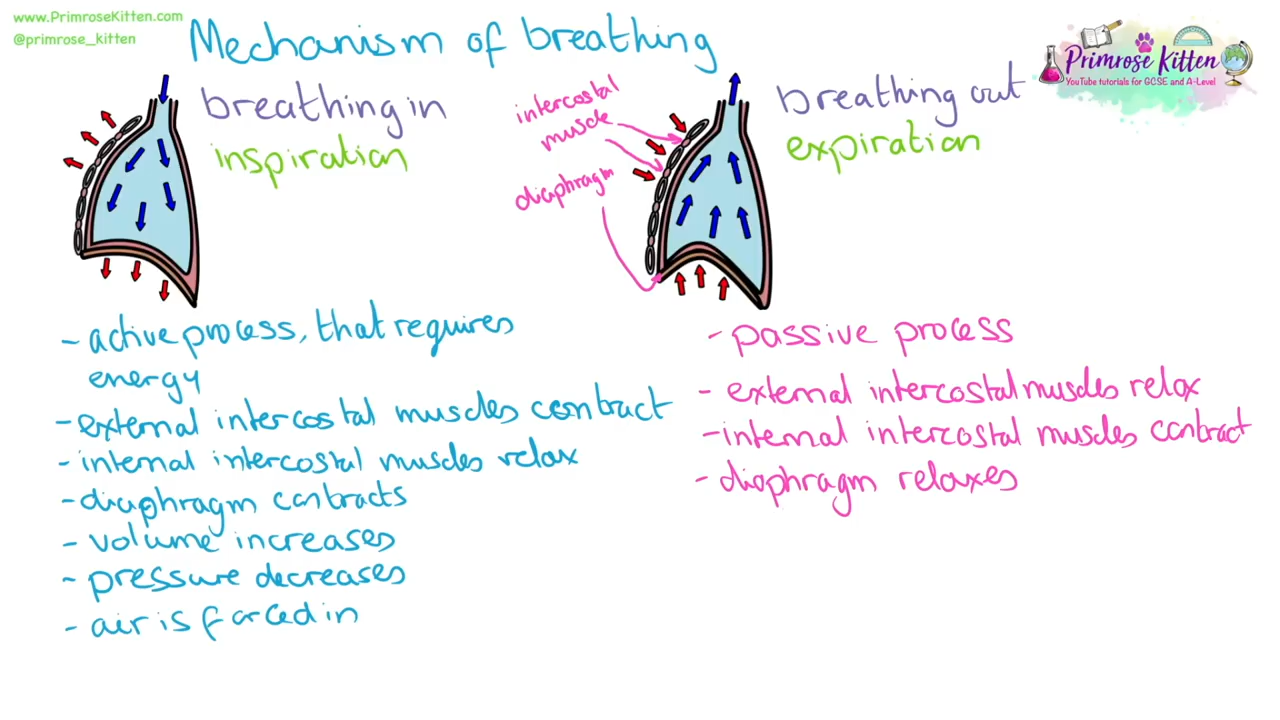 www.PrimroseKitten.com
@primrose_kitten
Mechanism of breathing
Primrose Kitten
YouTube tutorials for GCSE and A-Level
breathing in
inspiration
intercostal
muscle
diaphragm
breathing out
expiration
- active process, that requires
energy
- external intercostal muscles contract
- internal intercostal muscles relax
- diaphragm contracts
- volume increases
- pressure decreases
- air is forced in
- passive process
- external intercostal muscles relax
- internal intercostal muscles contract
- diaphragm relaxes